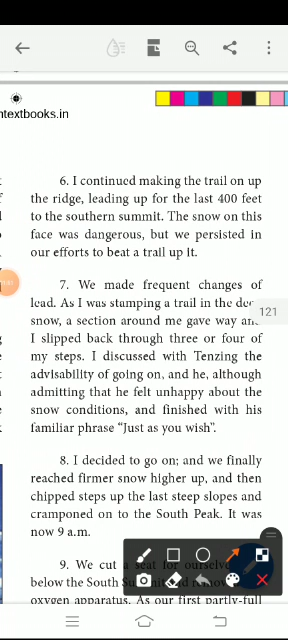 ntextbooks.in
6. I continued making the trail on up
the ridge, leading up for the last 400 feet
to the southern summit. The snow on this
face was dangerous, but we persisted in
our efforts to beat a trail up It.
7. We made frequent changes of
lead. As I was stamping a trail in the
snow, a section around me gave way
121
I slipped back through three or four of
my steps. I discussed with Tenzing the
advisability of going on, and he, although
admitting that he felt unhappy about the
snow conditions, and finished with his
familiar phrase “Just as you wish”.
8. I decided to go on; and we finally
reached firmer snow higher up, and then
chipped steps up the last steep slopes and
cramponed on to the South Peak. It was
now 9 a.m.
9. We cut a seat for
below the South
oxygen apparatus. As our first partly-full